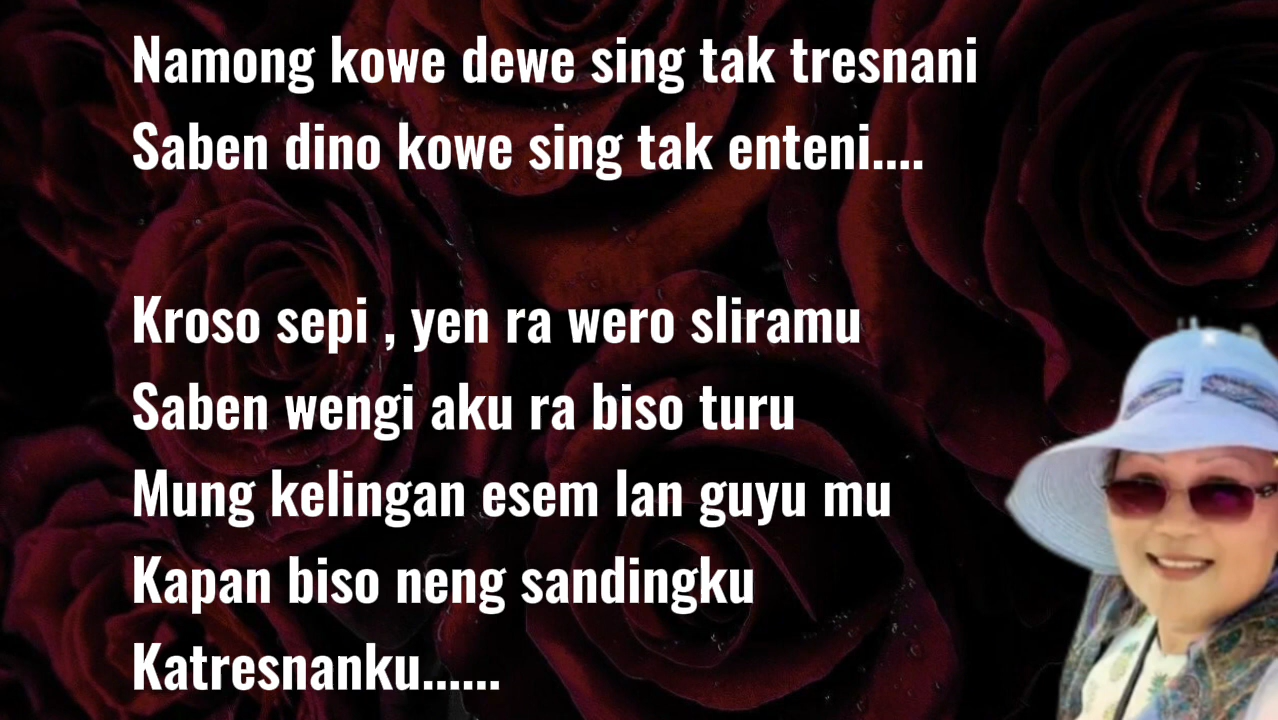 Namong kowe dewe sing tak tresnani
Saben dino kowe sing tak enteni....
Kroso sepi , yen ra wero sliramu
Saben wengi aku ra biso turu
Mung kelingan esem lan guyu mu
Kapan biso neng sandingku
Katresnanku......